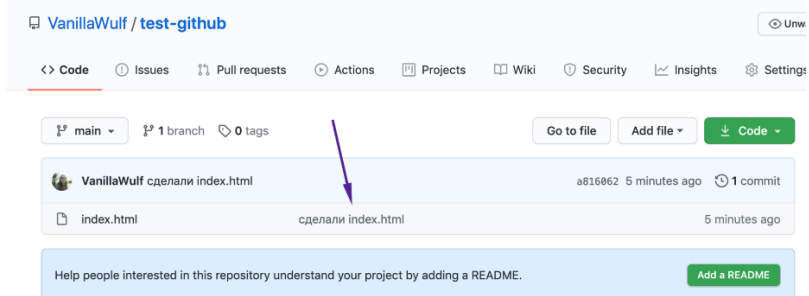 VanillaWulf / test-github
Unwa
<> Code Issues Pull requests Actions Projects Wiki Security Insights Settings
main 1 branch 0 tags Go to file Add file Code
VanillaWulf сделали index.html a816062 5 minutes ago 1 commit
index.html сделали index.html 5 minutes ago
Help people interested in this repository understand your project by adding a README. Add a README